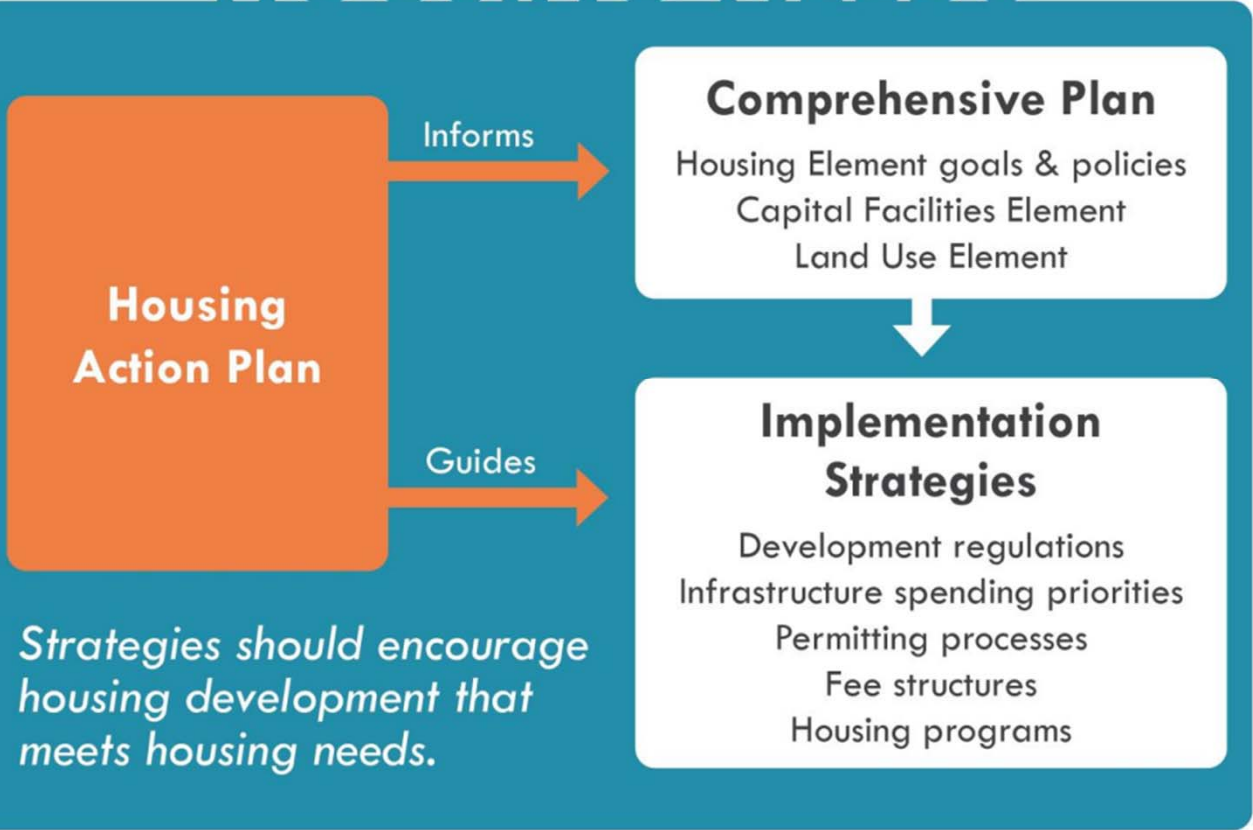 Housing
Action Plan
Informs
Guides
Comprehensive Plan
Housing Element goals & policies
Capital Facilities Element
Land Use Element
Implementation
Strategies
Development regulations
Infrastructure spending priorities
Permitting processes
Fee structures
Housing programs
Strategies should encourage
housing development that
meets housing needs.